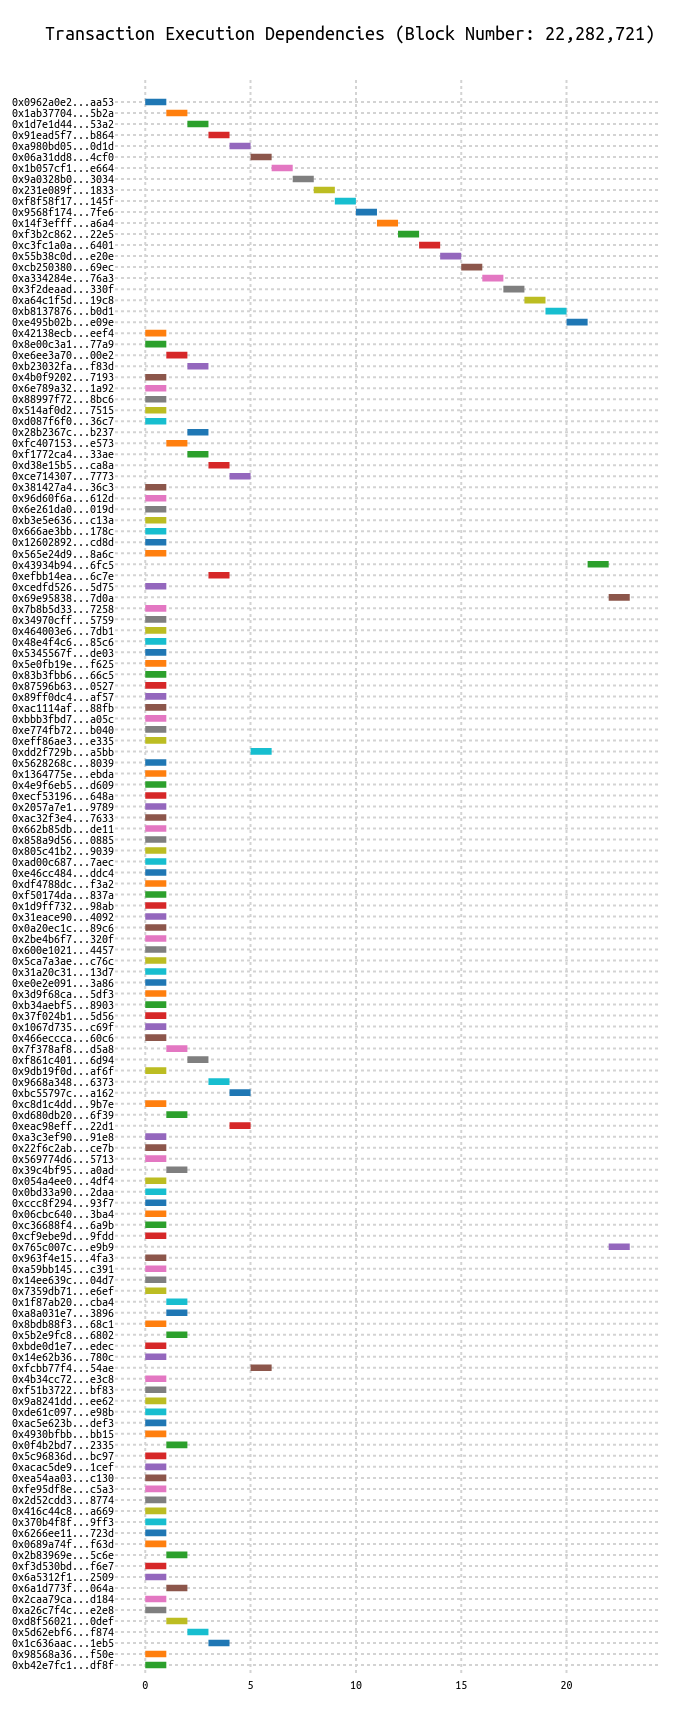 Transaction Execution Dependencies (Block Number: 22,282,721)
0x0962a0e2...aa53
0x1ab37704...5b2a
0x1d7e1d44...53a2
0x91ead5f7...b864
0xa980bd05...0d1d
0x06a31dd8...4cf0
0x1b057cf1...e664
0x9a0328b0...3034
0x231e089f...1833
0xf8f58f17...145f
0x9568f174...7fe6
0x14f3efff...a6a4
0xf3b2c862...22e5
0xc3fc1a0a...6401
0x55b38c0d...e20e
0xcb250380...69ec
0xa334284e...76a3
0x3f2deaad...330f
0xa64c1f5d...19c8
0xb8137876...b0d1
0xe495b02b...e09e
0x42138ecb...eef4
0x8e00c3a1...77a9
0xe6ee3a70...00e2
0xb23032fa...f83d
0x4b0f9202...7193
0x6e789a32...1a92
0x88997f72...8bc6
0x514af0d2...7515
0xd087f6f0...36c7
0x28b2367c...b237
0xfc407153...e573
0xf1772ca4...33ae
0xd38e15b5...ca8a
0xce714307...7773
0x381427a4...36c3
0x96d60f6a...612d
0x6e261da0...019d
0xb3e5e636...c13a
0x666ae3bb...178c
0x12602892...cd8d
0x565e24d9...8a6c
0x43934b94...6fc5
0xefbb14ea...6c7e
0xcedfd526...5d75
0x69e95838...7d0a
0x7b8b5d33...7258
0x34970cff...5759
0x464003e6...7db1
0x48e4f4c6...85c6
0x5345567f...de03
0x5e0fb19e...f625
0x83b3fbb6...66c5
0x87596b63...0527
0x89ff0dc4...af57
0xac1114af...88fb
0xbbb3fbd7...a05c
0xe774fb72...b040
0xeff86ae3...e335
0xdd2f729b...a5bb
0x5628268c...8039
0x1364775e...ebda
0x4e9f6eb5...d609
0xecf53196...648a
0x2057a7e1...9789
0xac32f3e4...7633
0x662b85db...de11
0x858a9d56...0885
0x805c41b2...9039
0xad00c687...7aec
0xe46cc484...ddc4
0xdf4788dc...f3a2
0xf50174da...837a
0x1d9ff732...98ab
0x31eace90...4092
0x0a20ec1c...89c6
0x2be4b6f7...320f
0x600e1021...4457
0x5ca7a3ae...c76c
0x31a20c31...13d7
0xe0e2e091...3a86
0x3d9f68ca...5df3
0xb34aebf5...8903
0x37f024b1...5d56
0x1067d735...c69f
0x466eccca...60c6
0x7f378af8...d5a8
0xf861c401...6d94
0x9db19f0d...af6f
0x9668a348...6373
0xbc55797c...a162
0xc8d1c4dd...9b7e
0xd680db20...6f39
0xeac98eff...22d1
0xa3c3ef90...91e8
0x22f6c2ab...ce7b
0x569774d6...5713
0x39c4bf95...a0ad
0x054a4ee0...4df4
0x0bd33a90...2daa
0xccc8f294...93f7
0x06cbc640...3ba4
0xc36688f4...6a9b
0xcf9ebe9d...9fdd
0x765c007c...e9b9
0x963f4e15...4fa3
0xa59bb145...c391
0x14ee639c...04d7
0x7359db71...e6ef
0x1f87ab20...cba4
0xa8a031e7...3896
0x8bdb88f3...68c1
0x5b2e9fc8...6802
0xbde0d1e7...edec
0x14e62b36...780c
0xfcbb77f4...54ae
0x4b34cc72...e3c8
0xf51b3722...bf83
0x9a8241dd...ee62
0xde61c097...e98b
0xac5e623b...def3
0x4930bfbb...bb15
0x0f4b2bd7...2335
0x5c96836d...bc97
0xacac5de9...1cef
0xea54aa03...c130
0xfe95df8e...c5a3
0x2d52cdd3...8774
0x416c44c8...a669
0x370b4f8f...9ff3
0x6266ee11...723d
0x0689a74f...f63d
0x2b83969e...5c6e
0xf3d530bd...f6e7
0x6a5312f1...2509
0x6a1d773f...064a
0x2caa79ca...d184
0xa26c7f4c...e2e8
0xd8f56021...0def
0x5d62ebf6...f874
0x1c636aac...1eb5
0x98568a36...f50e
0xb42e7fc1...df8f
0 5 10 15 20